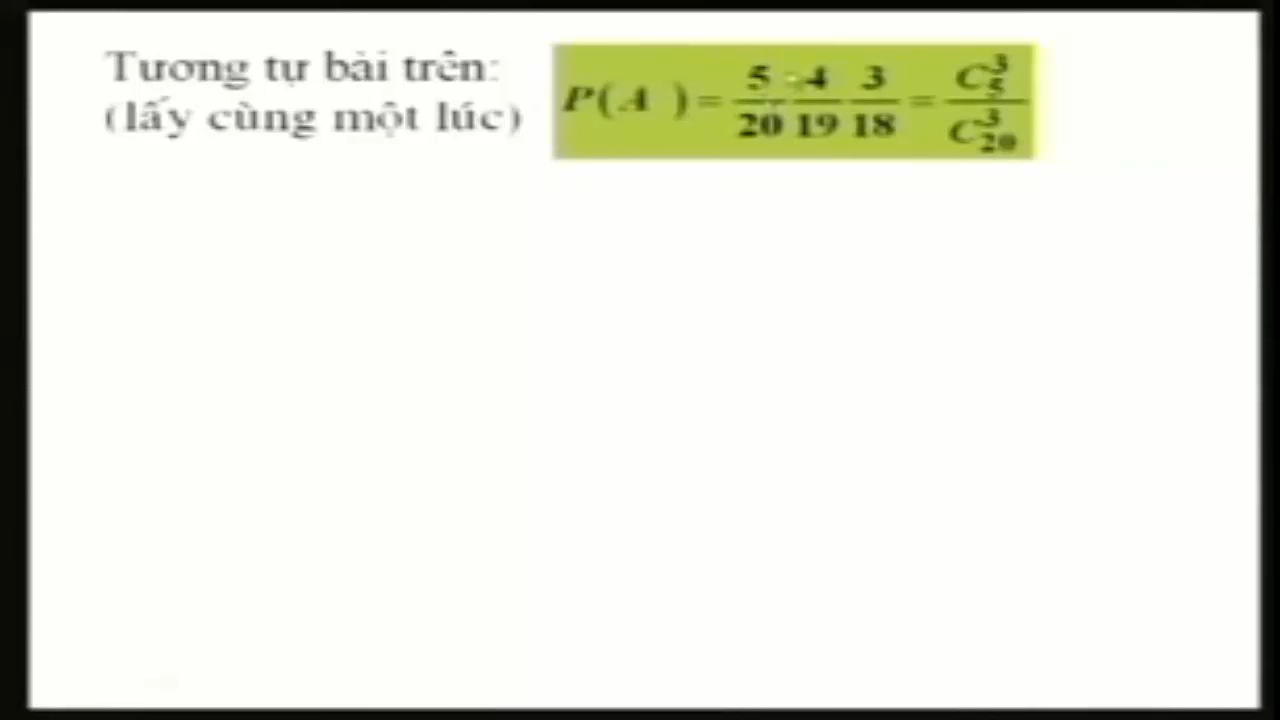 Tương tự bài trên:
(lấy cùng một lúc)
P(A ) = 5/20 4/19 3/18 = C_5^3/C_20^3